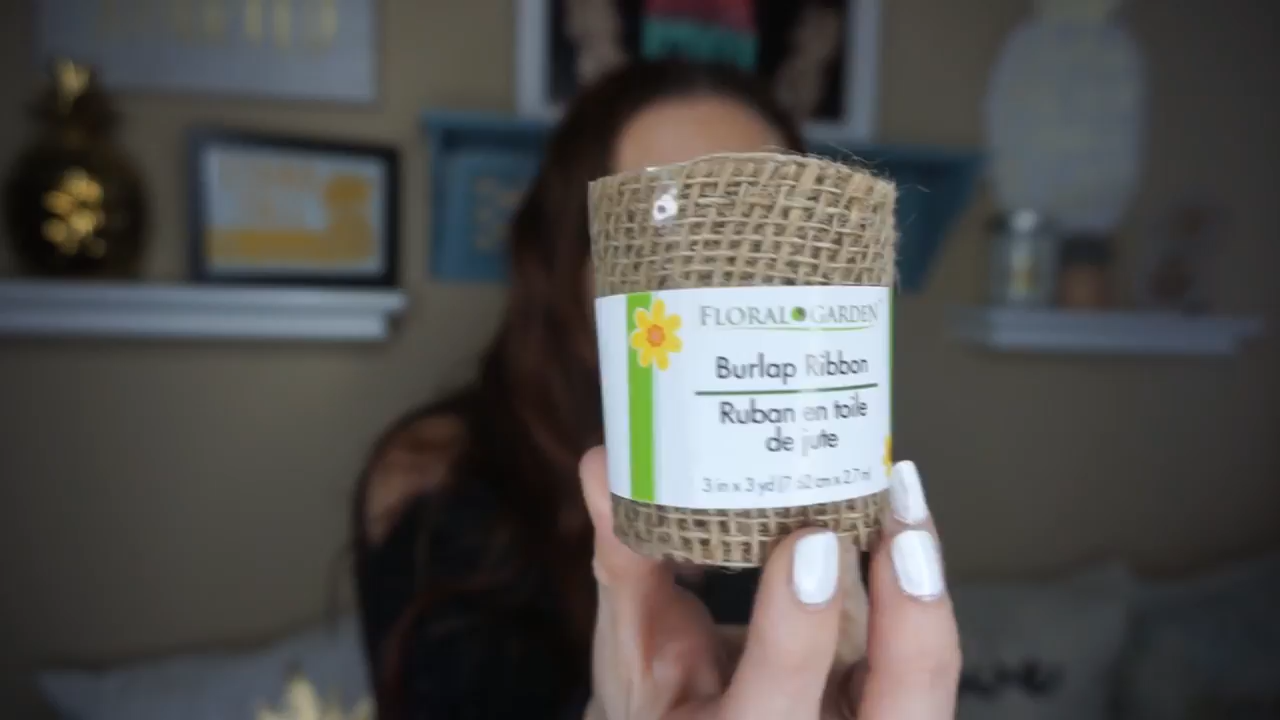 FLORAL GARDEN
Burlap Ribbon
Ruban en toile
de jute
3 in x 3 yd (7.62 cm x 2.7 m